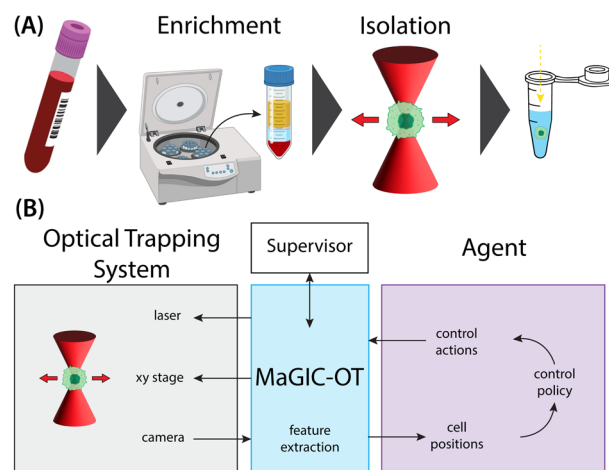 (A)
Enrichment
Isolation
(B)
Optical Trapping
System
Supervisor
Agent
laser
xy stage
camera
MaGIC-OT
feature
extraction
control
actions
control
policy
cell
positions